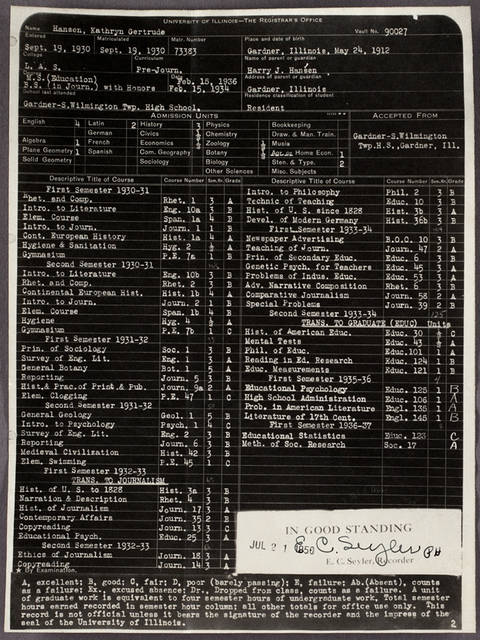 UNIVERSITY OF ILLINOIS—THE REGISTRAR'S OFFICE
Name Hansen, Kathryn Gertrude Vault No. 90027
Entered Matriculated Matr. Number Place and date of birth
Sept. 19, 1930 Sept. 19, 1930 73383 Gardner, Illinois, May 24, 1912
College Curriculum Name of parent or guardian
L. A. S. Pre-Journ. Harry J. Hansen
Degree Date Address of parent or guardian
M.S.(Education) Feb. 15, 1936
B.S.(in Journ.) with Honors Feb. 15, 1934 Gardner, Illinois
School last attended Residence classification of student
Gardner-S.Wilmington Twp. High School. Resident
ADMISSION UNITS ACCEPTED FROM
English 4 Latin 2 History 3 Physics Bookkeeping
German Civics Chemistry Draw. & Man. Train.
Algebra 1 French Economics Zoology Music
Plane Geometry 1 Spanish Com. Geography Botany Home Econ. 1
Solid Geometry Sociology Biology Sten. & Type. 2
Other Sciences Misc. Subjects
Gardner-S.Wilmington
Twp.H.S.,Gardner, Ill.
Descriptive Title of Course Course Number Sem. Hr. Grade
First Semester 1930-31
Rhet. and Comp. Rhet. 1 3 A
Intro. to Literature Eng. 10a 3 B
Elem. Course Span. 1a 4 B
Intro. to Journ. Journ. 1 1 B
Cont. European History Hist. 1a 4 A
Hygiene & Sanitation Hyg. 2
Gymnasium P.E. 7a 1 B
Second Semester 1930-31
Intro. to Literature Eng. 10b 3 B
Rhet. and Comp. Rhet. 2 3 B
Continental European Hist. Hist. 1b 4 A
Intro. to Journ. Journ. 2 1 B
Elem. Course Span. 1b 4 B
Hygiene Hyg. 4 A
Gymnasium P.E. 7b 1 C
First Semester 1931-32
Prin. of Sociology Soc. 1 3 B
Survey of Eng. Lit. Eng. 1 3 A
General Botany Bot. 1 5 A
Reporting Journ. 5 3 B
Hist.& Prac.of Print.& Pub. Journ. 9a 2 B
Elem. Clogging P.E. 47 1 C
Second Semester 1931-32
General Geology Geol. 1 5 B
Intro. to Psychology Psych. 1 4 C
Survey of Eng. Lit. Eng. 2 3 B
Reporting Journ. 6 3 B
Medieval Civilization Hist. 42 3 B
Elem. Swimming P.E. 45 1 C
First Semester 1932-33
TRANS. TO JOURNALISM
Hist. of U. S. to 1828 Hist. 3a 3 B
Narration & Description Rhet. 4 3 B
Hist. of Journalism Journ. 17 3 A
Contemporary Affairs Journ. 35 2 B
Copyreading Journ. 13 3 C
Educational Psych. Educ. 25 3 A
Second Semester 1932-33
Ethics of Journalism Journ. 18 3 A
Copyreading Journ. 14 3 A
★ By Examination.
Descriptive Title of Course Course Number Sem. Hr. Grade
Intro. to Philosophy Phil. 2 3 B
Technic of Teaching Educ. 10 3 B
Hist. of U. S. since 1828 Hist. 3b 3 A
Devel. of Modern Germany Hist. 36b 3 B
First Semester 1933-34
Newspaper Advertising B.O.O. 10 3 B
Teaching of Journ. Journ. 47 2 A
Prin. of Secondary Educ. Educ. 6 3 B
Genetic Psych. for Teachers Educ. 45 3 A
Problems of Indus. Educ. Educ. 53 3 A
Adv. Narrative Composition Rhet. 6 3 B
Comparative Journalism Journ. 58 2 A
Special Problems Journ. 39 2 B
Second Semester 1933-34
TRANS. TO GRADUATE (EDUC) Units
Hist. of American Educ. Educ. 30 C
Mental Tests Educ. 43 A
Phil. of Educ. Educ. 101 1 A
Reading in Ed. Research Educ. 124 1 B
Educ. Measurements Educ. 121 B
First Semester 1935-36
Educational Psychology Educ. 125 1 B
High School Administration Educ. 106 1 A
Prob. in American Literature Engl. 135 1 A
Literature of 17th Cent. Engl. 145 1 B
First Semester 1936-37
Educational Statistics Educ. 123 C
Meth. of Soc. Research Soc. 17 A
IN GOOD STANDING
JUL 21 1950
E. C. Seyler
E. C. Seyler, Recorder
A, excellent; B, good; C, fair; D, poor (barely passing); E, failure; Ab.(Absent), counts
as a failure; Ex., excused absence; Dr., Dropped from class, counts as a failure. A unit
of graduate work is equivalent to four semester hours of undergraduate work. Total semester
hours earned recorded in semester hour column; all other totals for office use only. This
record is not official unless it bears the signature of the recorder and the impress of the
seal of the University of Illinois. 2